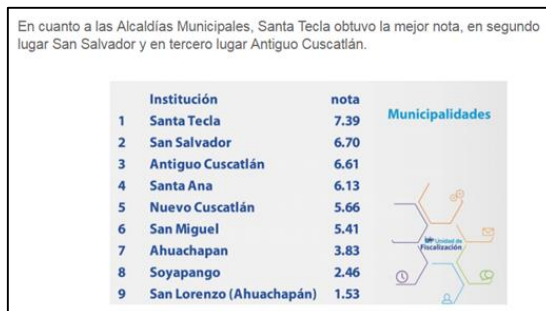 En cuanto a las Alcaldías Municipales, Santa Tecla obtuvo la mejor nota, en segundo
lugar San Salvador y en tercero lugar Antiguo Cuscatlán.
Institución nota
1 Santa Tecla 7.39
2 San Salvador 6.70
3 Antiguo Cuscatlán 6.61
4 Santa Ana 6.13
5 Nuevo Cuscatlán 5.66
6 San Miguel 5.41
7 Ahuachapan 3.83
8 Soyapango 2.46
9 San Lorenzo (Ahuachapán) 1.53
Municipalidades
Unidad de
Fiscalización